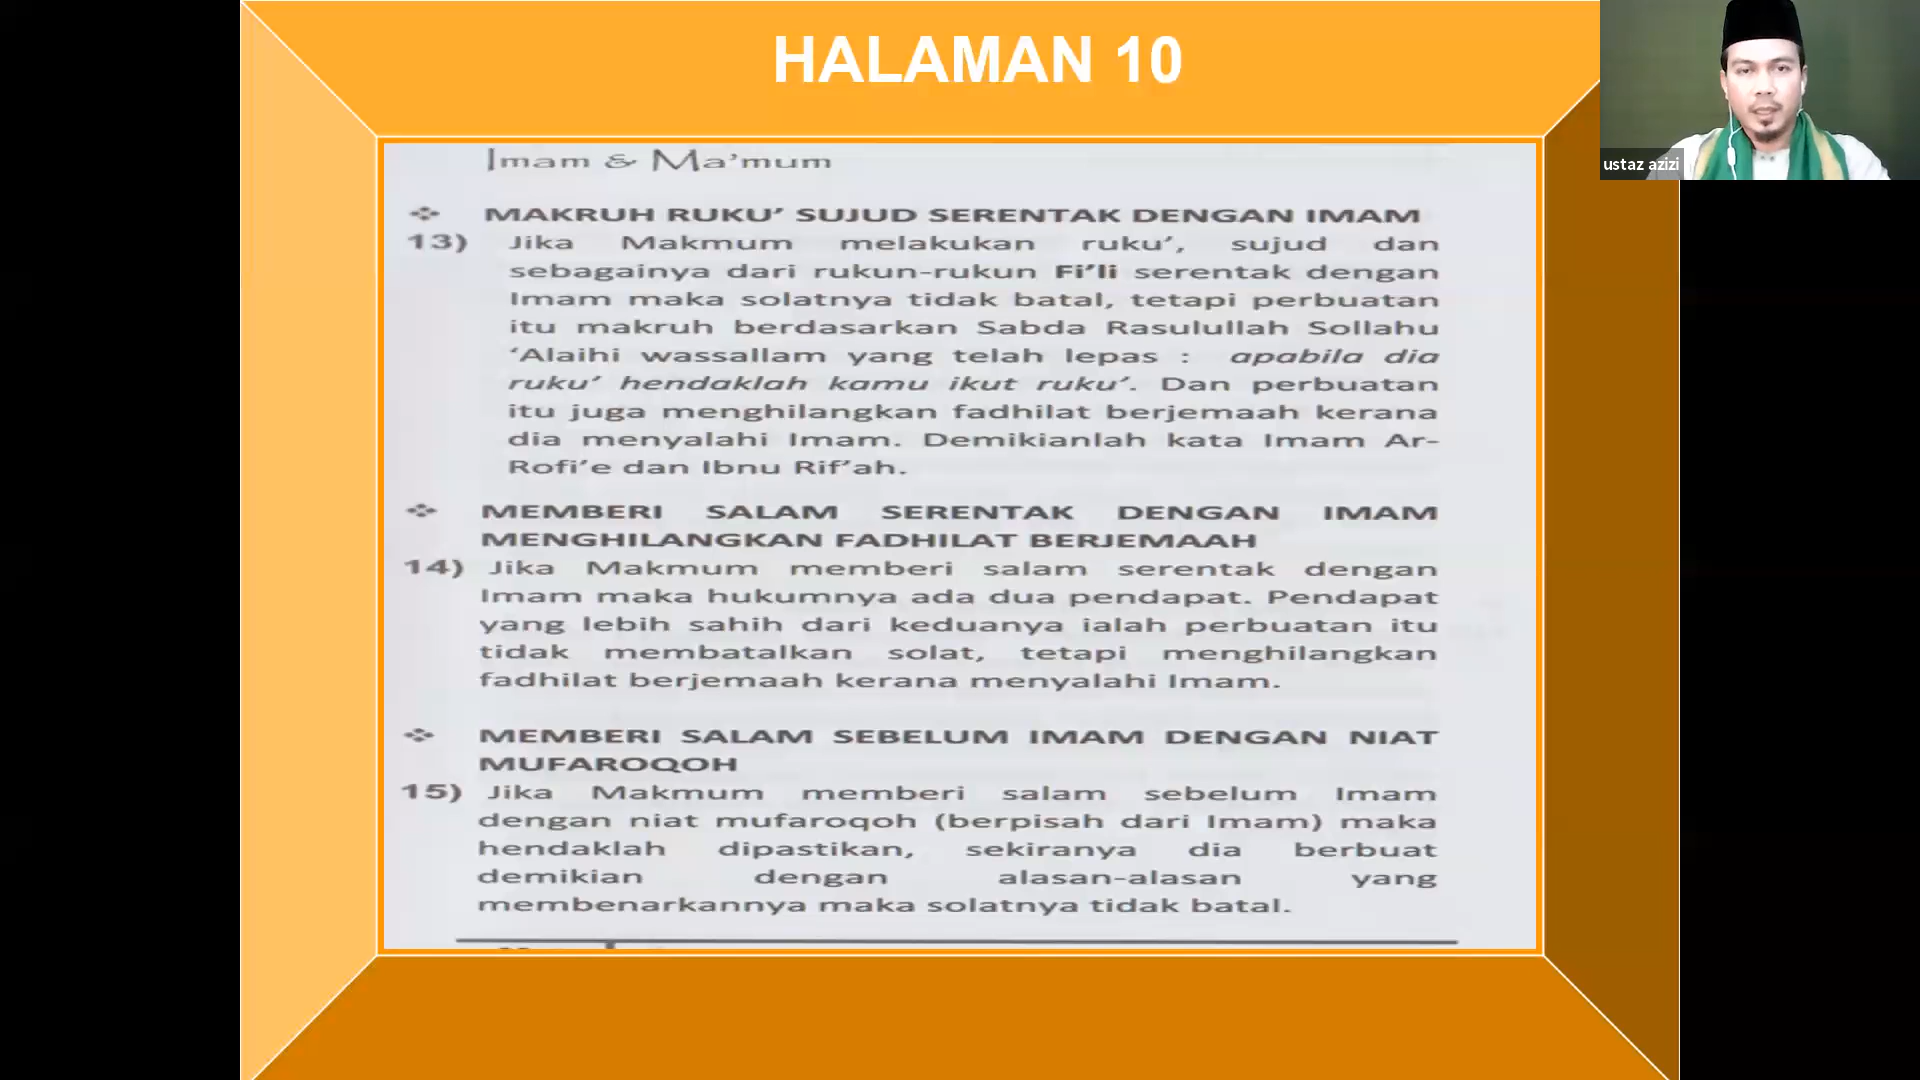 HALAMAN 10
ustaz azizi
Imam & Ma'mum
MAKRUH RUKU' SUJUD SERENTAK DENGAN IMAM
13) Jika Makmum melakukan ruku', sujud dan
sebagainya dari rukun-rukun Fi'li serentak dengan
Imam maka solatnya tidak batal, tetapi perbuatan
itu makruh berdasarkan Sabda Rasulullah Sollahu
'Alaihi wassallam yang telah lepas : apabila dia
ruku' hendaklah kamu ikut ruku'. Dan perbuatan
itu juga menghilangkan fadhilat berjemaah kerana
dia menyalahi Imam. Demikianlah kata Imam Ar-
Rofi'e dan Ibnu Rif'ah.
MEMBERI SALAM SERENTAK DENGAN IMAM
MENGHILANGKAN FADHILAT BERJEMAAH
14) Jika Makmum memberi salam serentak dengan
Imam maka hukumnya ada dua pendapat. Pendapat
yang lebih sahih dari keduanya ialah perbuatan itu
tidak membatalkan solat, tetapi menghilangkan
fadhilat berjemaah kerana menyalahi Imam.
MEMBERI SALAM SEBELUM IMAM DENGAN NIAT
MUFAROQOH
15) Jika Makmum memberi salam sebelum Imam
dengan niat mufaroqoh (berpisah dari Imam) maka
hendaklah dipastikan, sekiranya dia berbuat
demikian dengan alasan-alasan yang
membenarkannya maka solatnya tidak batal.